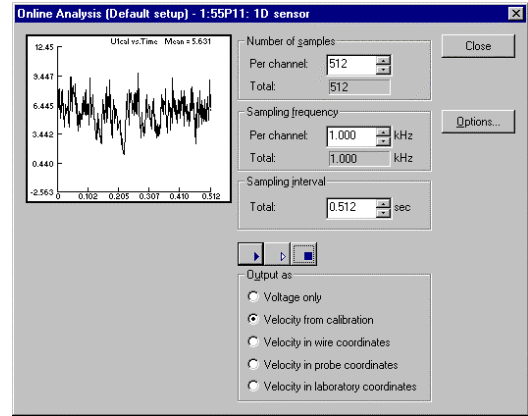 Online Analysis (Default setup) - 1:55P11: 1D sensor
U1cal vs.Time Mean = 5.631
12.45
9.447
6.445
3.442
0.440
-2.563
0 0.102 0.205 0.307 0.410 0.512
Number of samples
Per channel: 512
Total: 512
Sampling frequency
Per channel: 1.000 kHz
Total: 1.000 kHz
Sampling interval
Total: 0.512 sec
Output as
Voltage only
Velocity from calibration
Velocity in wire coordinates
Velocity in probe coordinates
Velocity in laboratory coordinates
Close
Options...